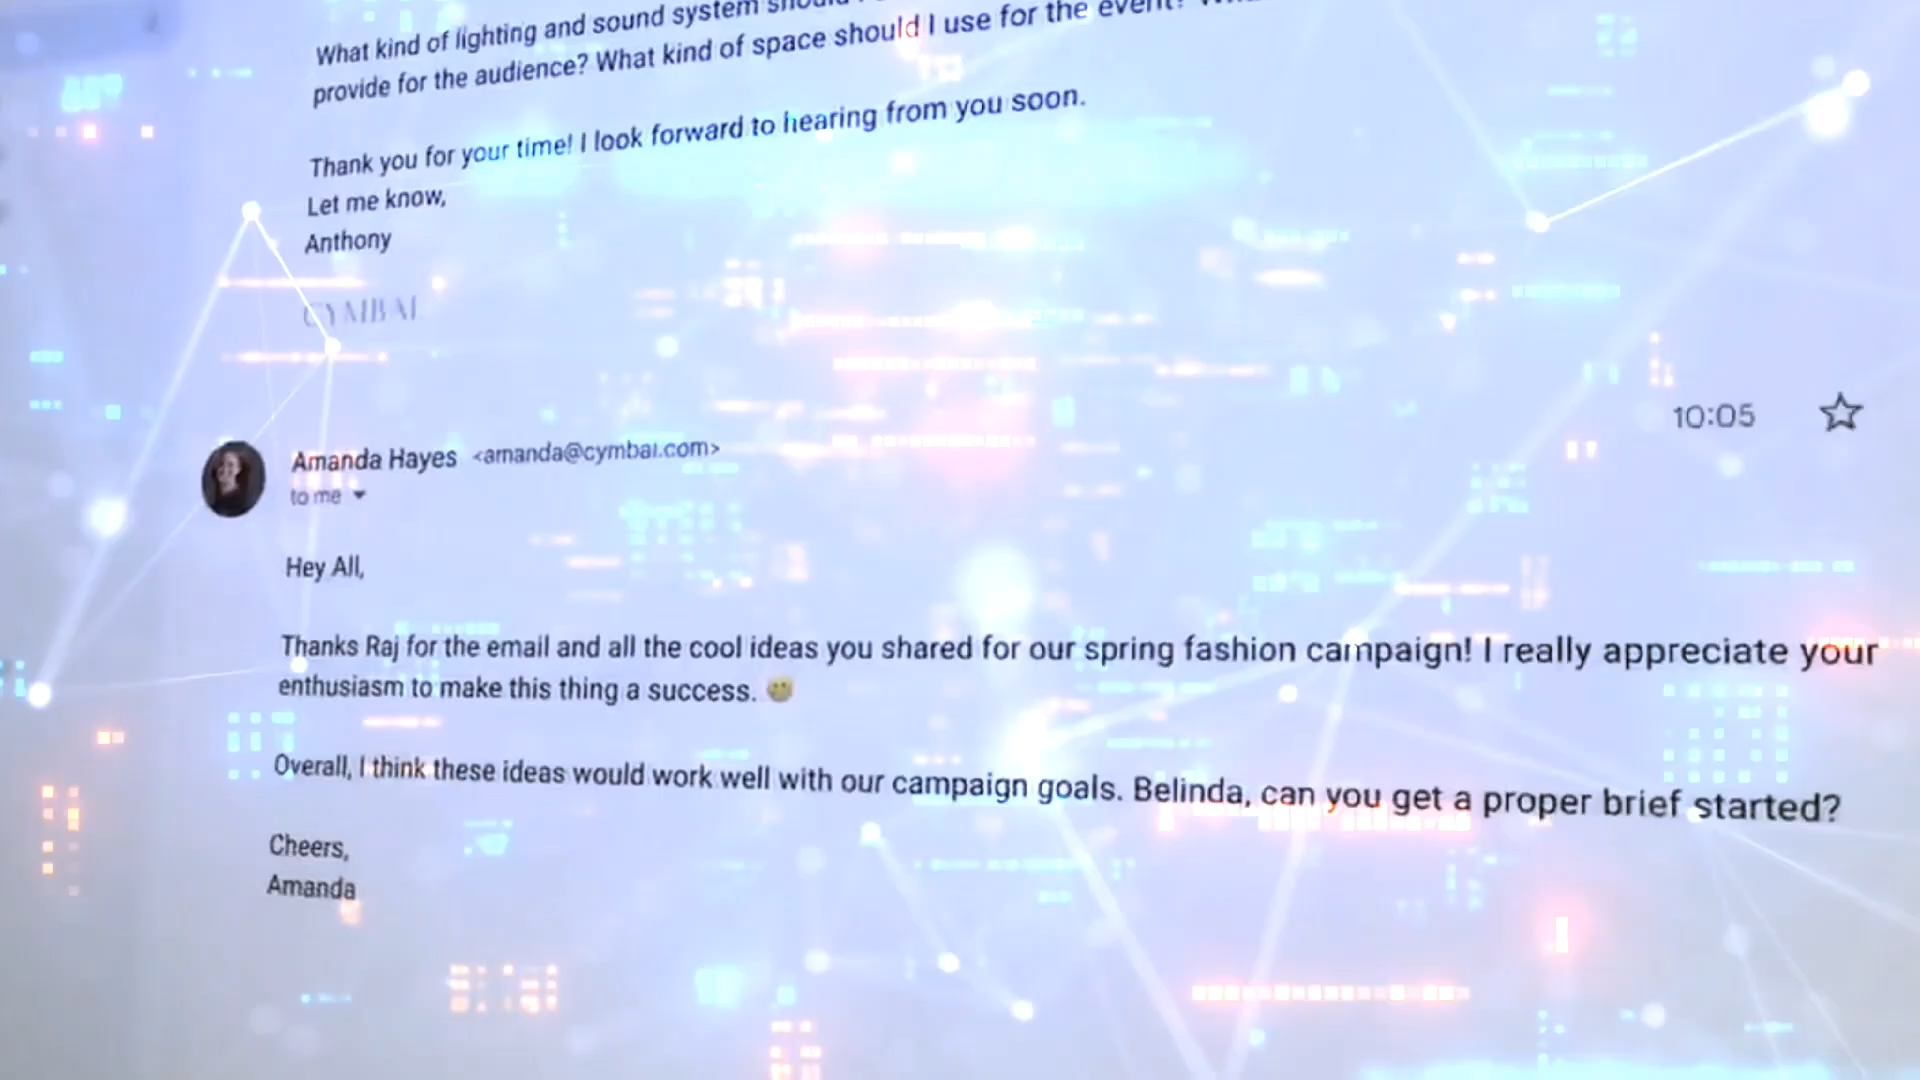 What kind of lighting and sound system should I
provide for the audience? What kind of space should I use for the event?
Thank you for your time! I look forward to hearing from you soon.
Let me know,
Anthony
CYMBAL
Amanda Hayes <amanda@cymbal.com>
to me
10:05
Hey All,
Thanks Raj for the email and all the cool ideas you shared for our spring fashion campaign! I really appreciate your
enthusiasm to make this thing a success. 🙂
Overall, I think these ideas would work well with our campaign goals. Belinda, can you get a proper brief started?
Cheers,
Amanda